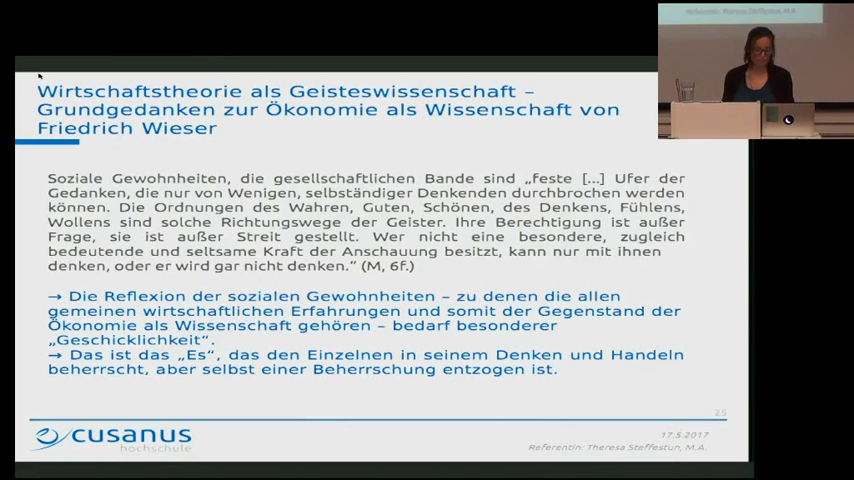 Referentin: Theresa Steffestun, M.A.
Wirtschaftstheorie als Geisteswissenschaft –
Grundgedanken zur Ökonomie als Wissenschaft von
Friedrich Wieser
Soziale Gewohnheiten, die gesellschaftlichen Bande sind „feste [...] Ufer der
Gedanken, die nur von Wenigen, selbständiger Denkenden durchbrochen werden
können. Die Ordnungen des Wahren, Guten, Schönen, des Denkens, Fühlens,
Wollens sind solche Richtungswege der Geister. Ihre Berechtigung ist außer
Frage, sie ist außer Streit gestellt. Wer nicht eine besondere, zugleich
bedeutende und seltsame Kraft der Anschauung besitzt, kann nur mit ihnen
denken, oder er wird gar nicht denken.“ (M, 6f.)
→ Die Reflexion der sozialen Gewohnheiten – zu denen die allen
gemeinen wirtschaftlichen Erfahrungen und somit der Gegenstand der
Ökonomie als Wissenschaft gehören – bedarf besonderer
„Geschicklichkeit“.
→ Das ist das „Es“, das den Einzelnen in seinem Denken und Handeln
beherrscht, aber selbst einer Beherrschung entzogen ist.
25
cusanus
hochschule
17.5.2017
Referentin: Theresa Steffestun, M.A.